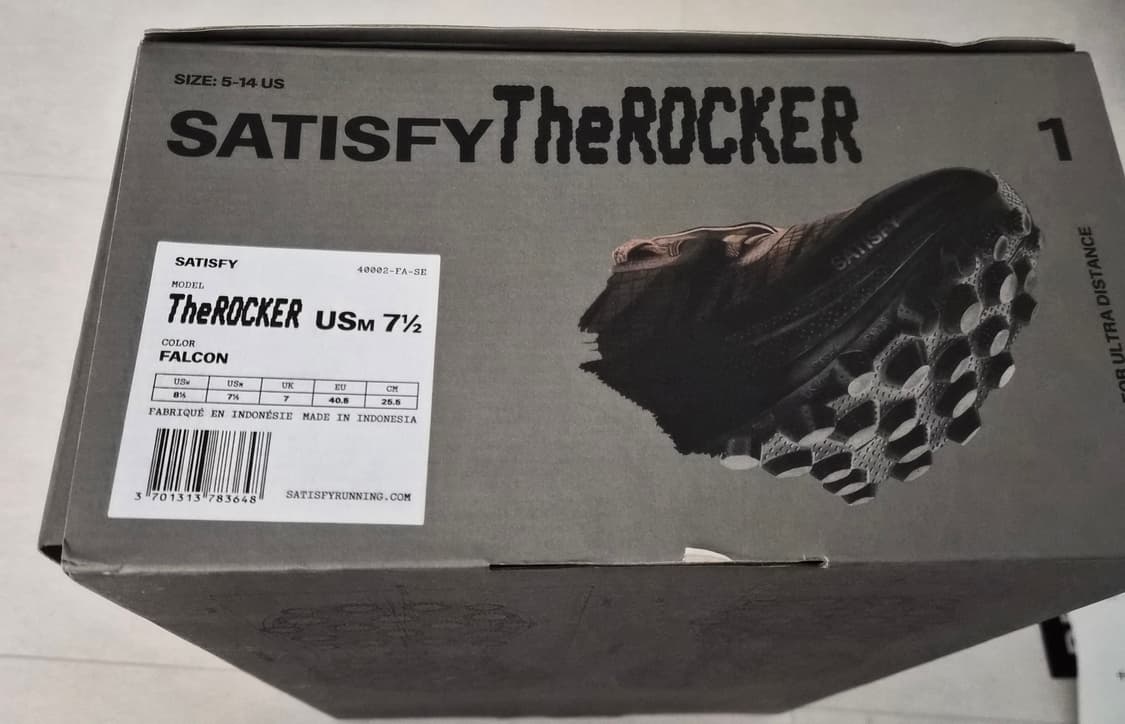 SIZE: 5-14 US
SATISFY TheROCKER
1
SATISFY
FOR ULTRA DISTANCE
SATISFY
40002-FA-SE
MODEL
TheROCKER USM 7½
COLOR
FALCON
USw USm UK EU CM
8½ 7½ 7 40.5 25.5
FABRIQUÉ EN INDONÉSIE MADE IN INDONESIA
3 701313 783648
SATISFYRUNNING.COM